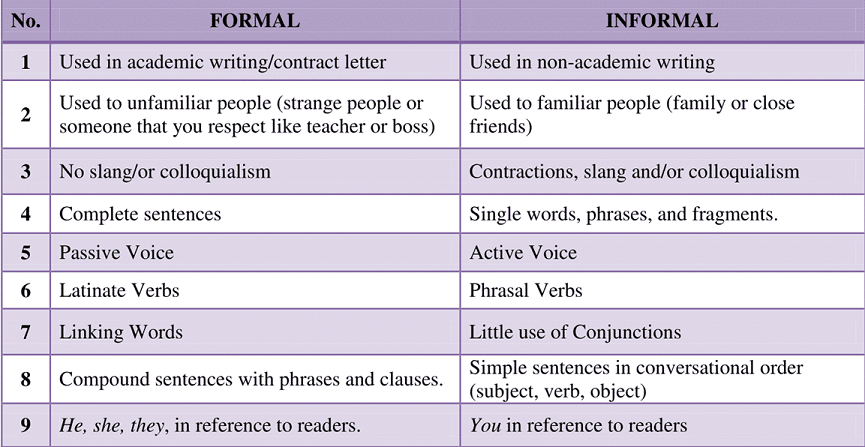 No. FORMAL INFORMAL
1 Used in academic writing/contract letter Used in non-academic writing
2 Used to unfamiliar people (strange people or someone that you respect like teacher or boss) Used to familiar people (family or close friends)
3 No slang/or colloquialism Contractions, slang and/or colloquialism
4 Complete sentences Single words, phrases, and fragments.
5 Passive Voice Active Voice
6 Latinate Verbs Phrasal Verbs
7 Linking Words Little use of Conjunctions
8 Compound sentences with phrases and clauses. Simple sentences in conversational order (subject, verb, object)
9 He, she, they, in reference to readers. You in reference to readers